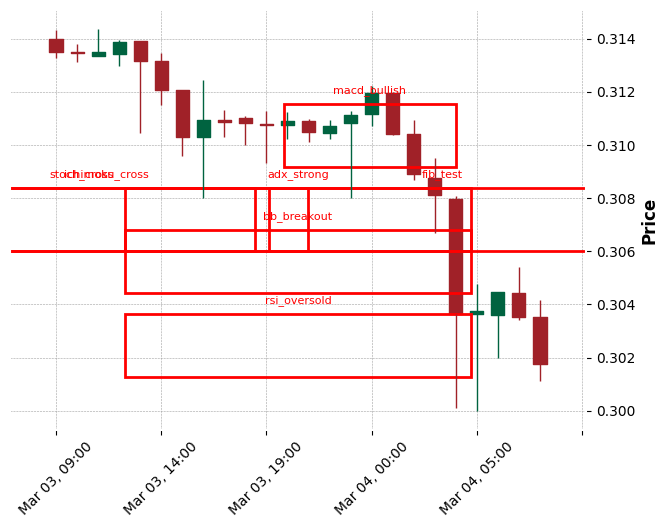 0.314
0.312
macd_bullish
0.310
stoch_cross
ichimoku_cross
adx_strong
fib_test
0.308
bb_breakout
Price
0.306
rsi_oversold
0.304
0.302
0.300
Mar 03, 09:00
Mar 03, 14:00
Mar 03, 19:00
Mar 04, 00:00
Mar 04, 05:00